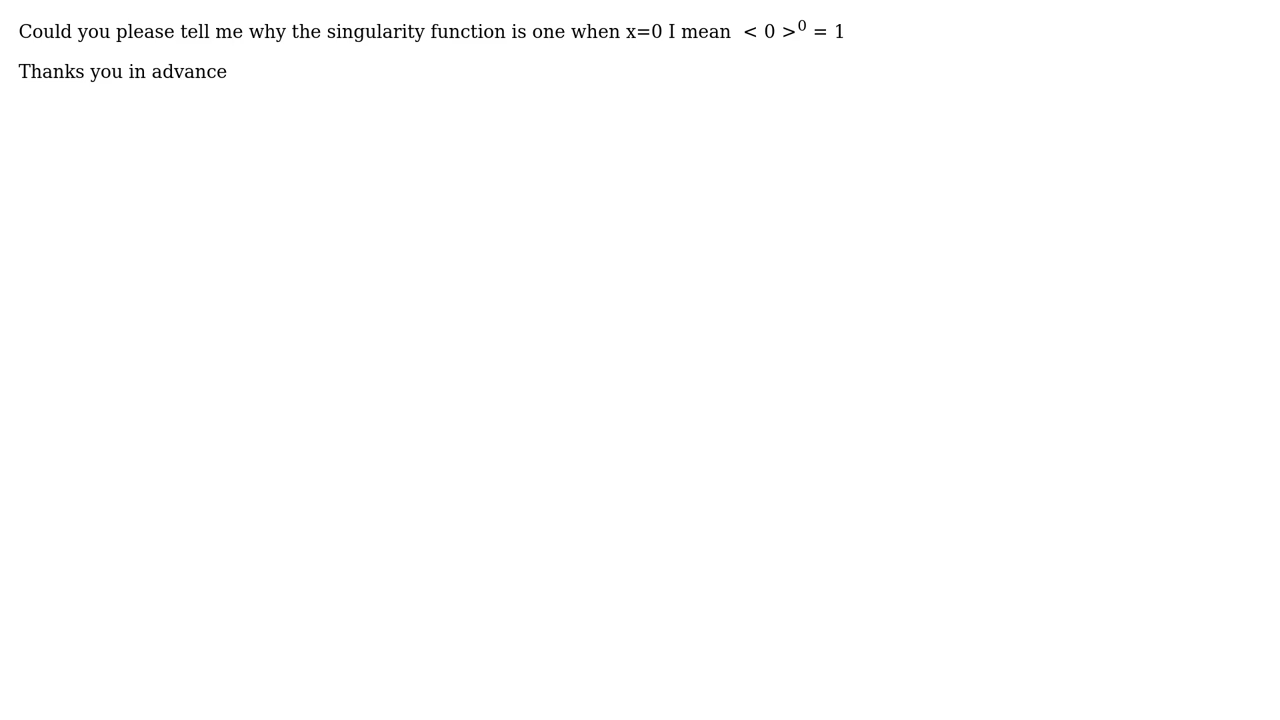 Could you please tell me why the singularity function is one when x=0 I mean < 0 >⁰ = 1
Thanks you in advance